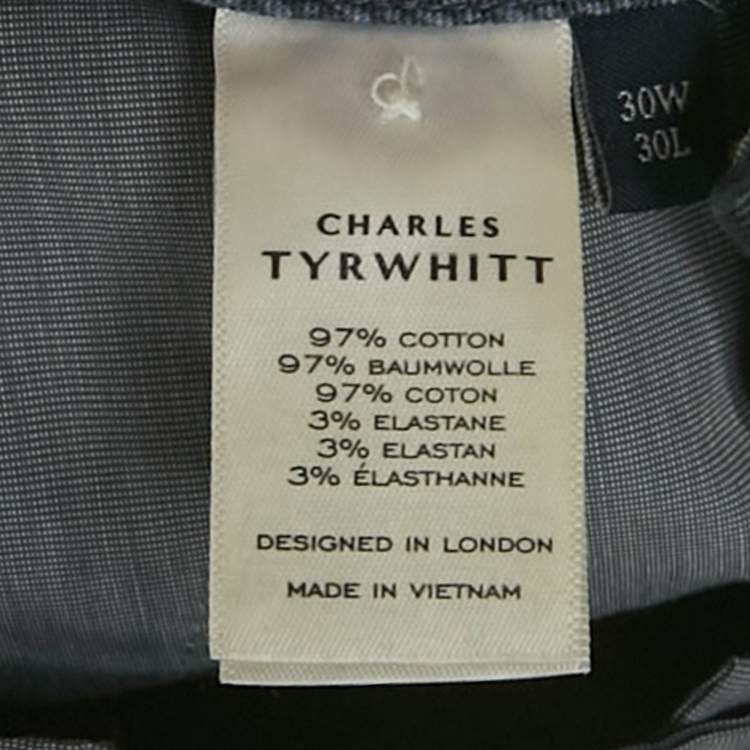 30W
30L
CHARLES
TYRWHITT
97% COTTON
97% BAUMWOLLE
97% COTON
3% ELASTANE
3% ELASTAN
3% ÉLASTHANNE
DESIGNED IN LONDON
MADE IN VIETNAM